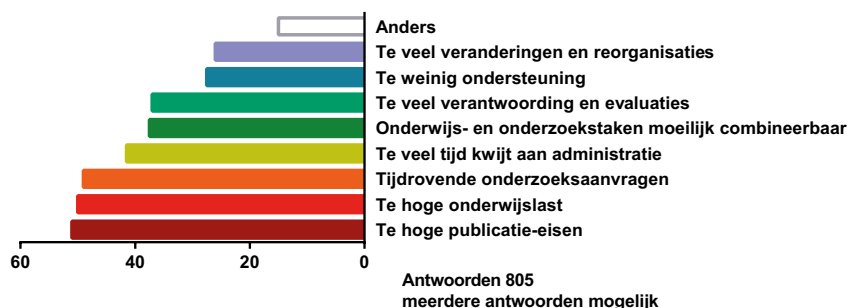 Anders
Te veel veranderingen en reorganisaties
Te weinig ondersteuning
Te veel verantwoording en evaluaties
Onderwijs- en onderzoekstaken moeilijk combineerbaar
Te veel tijd kwijt aan administratie
Tijdrovende onderzoeksaanvragen
Te hoge onderwijslast
Te hoge publicatie-eisen
60 40 20 0
Antwoorden 805
meerdere antwoorden mogelijk